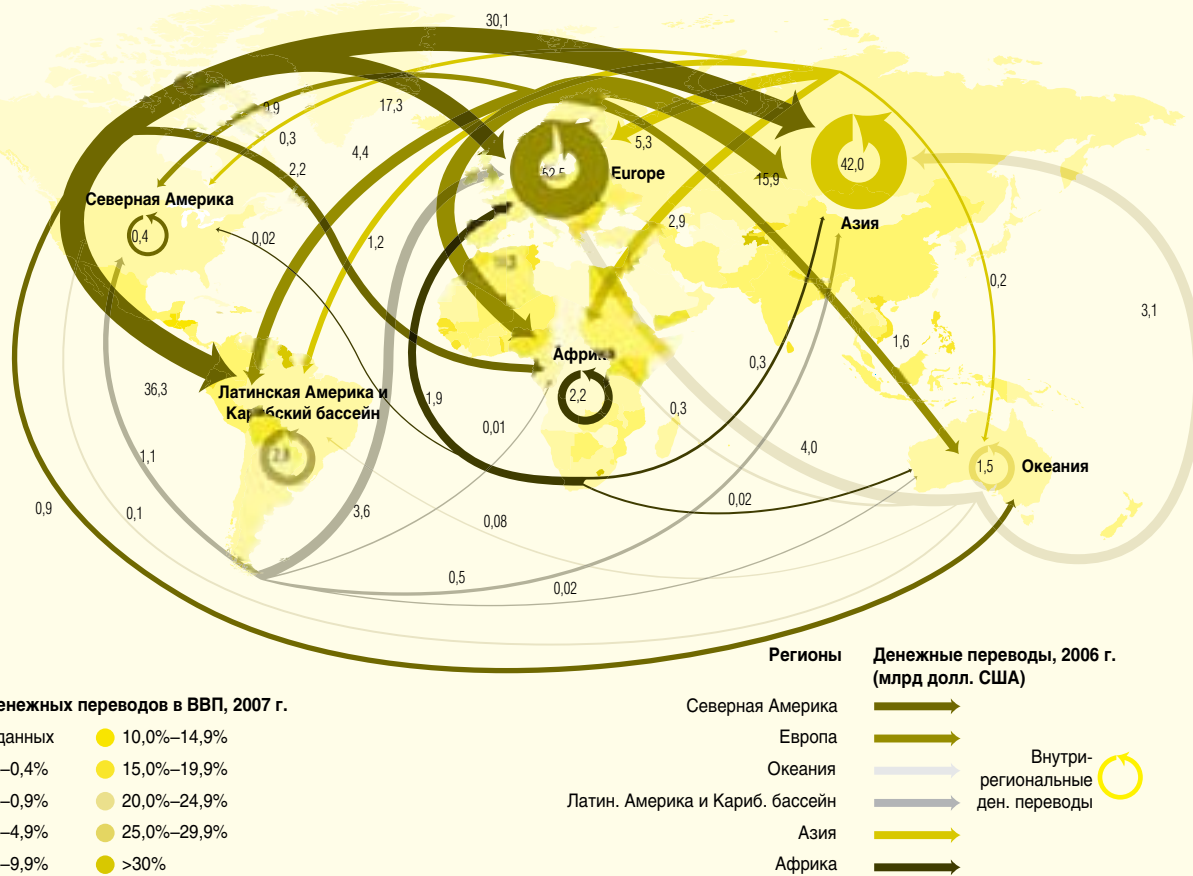 30,1
0,9
17,3
0,3
4,4
2,2
5,3
15,9
42,0
52,5
Europe
Северная Америка
0,4
0,02
1,2
2,9
Азия
0,2
3,1
1,6
0,3
Африка
2,2
36,3
Латинская Америка и
Карибский бассейн
1,9
0,01
0,3
4,0
2,8
1,5
Океания
1,1
0,9
0,1
3,6
0,08
0,02
0,5
0,02
Регионы
Денежные переводы, 2006 г.
(млрд долл. США)
Северная Америка
Европа
Океания
Латин. Америка и Кариб. бассейн
Азия
Африка
Внутри-
региональные
ден. переводы
енежных переводов в ВВП, 2007 г.
данных
–0,4%
–0,9%
–4,9%
–9,9%
10,0%–14,9%
15,0%–19,9%
20,0%–24,9%
25,0%–29,9%
>30%